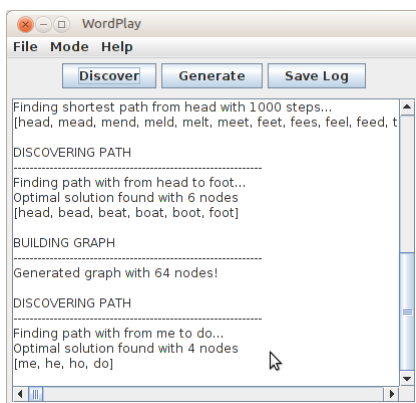 WordPlay
File Mode Help
Discover Generate Save Log
Finding shortest path from head with 1000 steps...
[head, mead, mend, meld, melt, meet, feet, fees, feel, feed, t
DISCOVERING PATH
--------------------------------------------------------------
Finding path with from head to foot...
Optimal solution found with 6 nodes
[head, bead, beat, boat, boot, foot]
BUILDING GRAPH
--------------------------------------------------------------
Generated graph with 64 nodes!
DISCOVERING PATH
--------------------------------------------------------------
Finding path with from me to do...
Optimal solution found with 4 nodes
[me, he, ho, do]